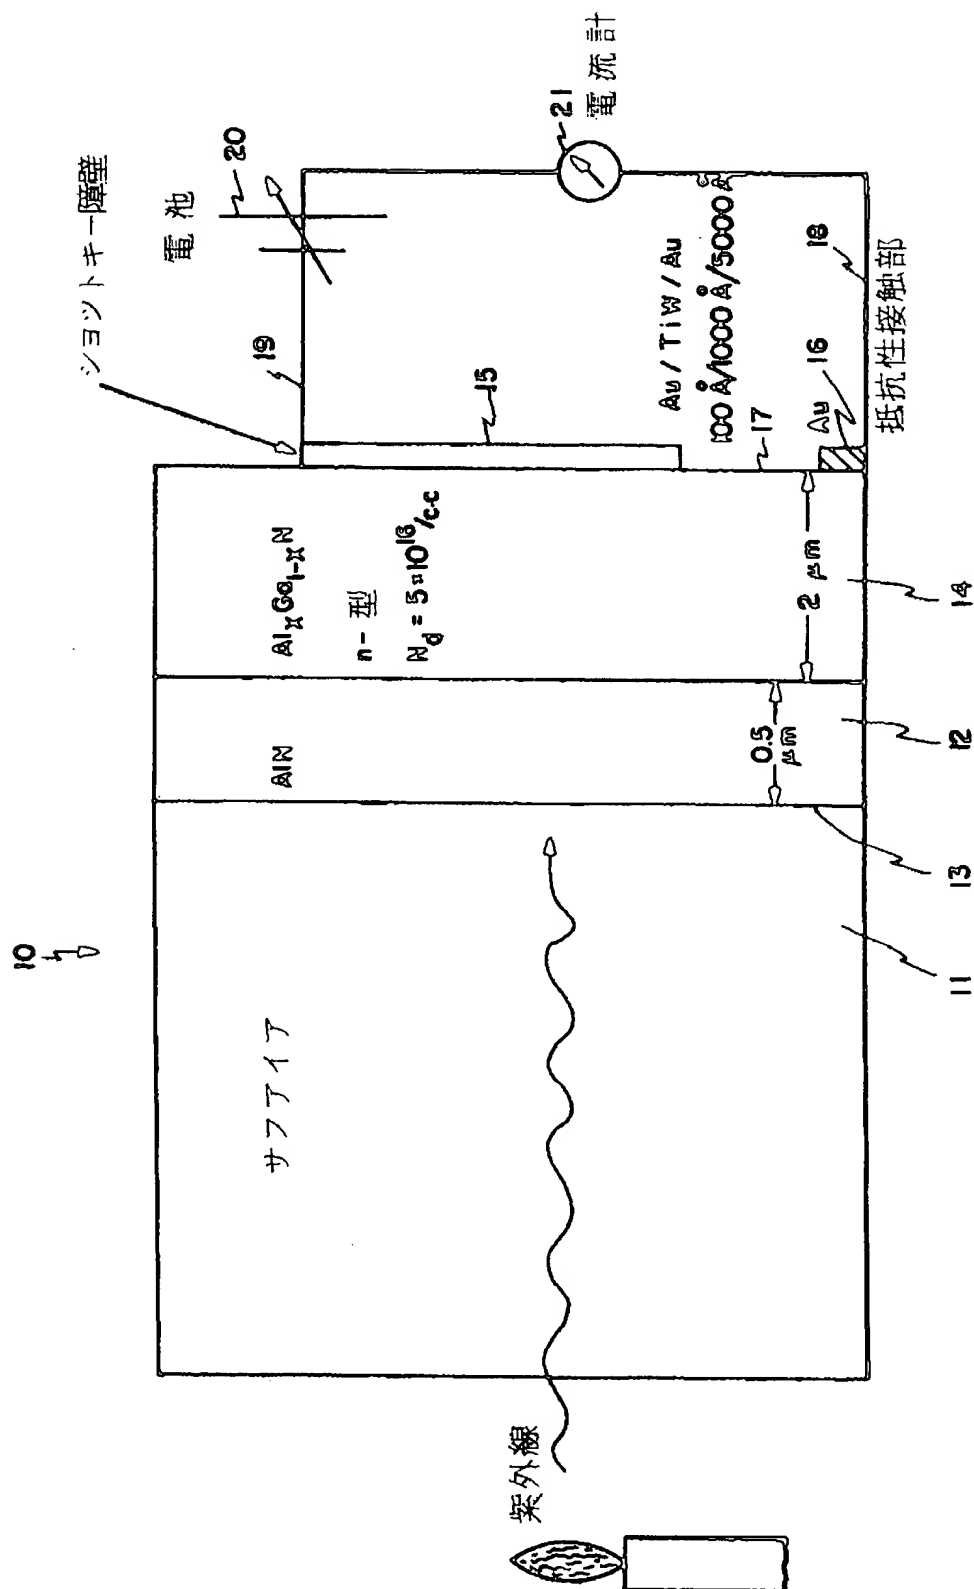 10
サファイア
紫外線
AlN
AlxGa1-xN
n-型
Nd = 5×10^16/c.c
ショットキー障壁
電池
20
19
15
21
電流計
Au/TiW/Au
100Å/1000Å/5000Å
17
Au
16
18
抵抗性接触部
0.5
μm
2 μm
11
13
12
14